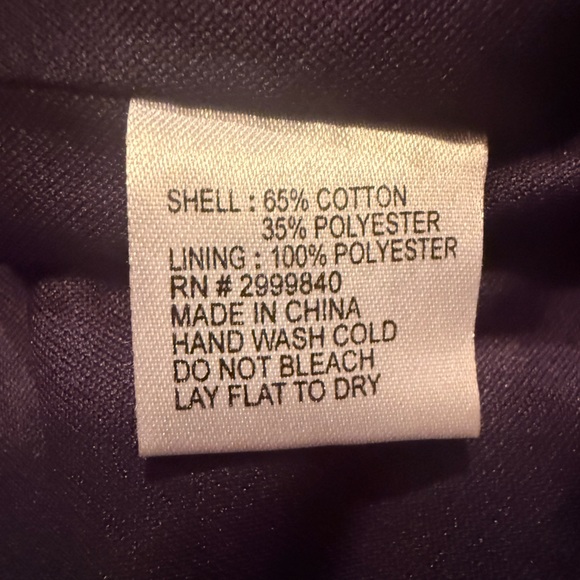 SHELL : 65% COTTON
35% POLYESTER
LINING : 100% POLYESTER
RN # 2999840
MADE IN CHINA
HAND WASH COLD
DO NOT BLEACH
LAY FLAT TO DRY